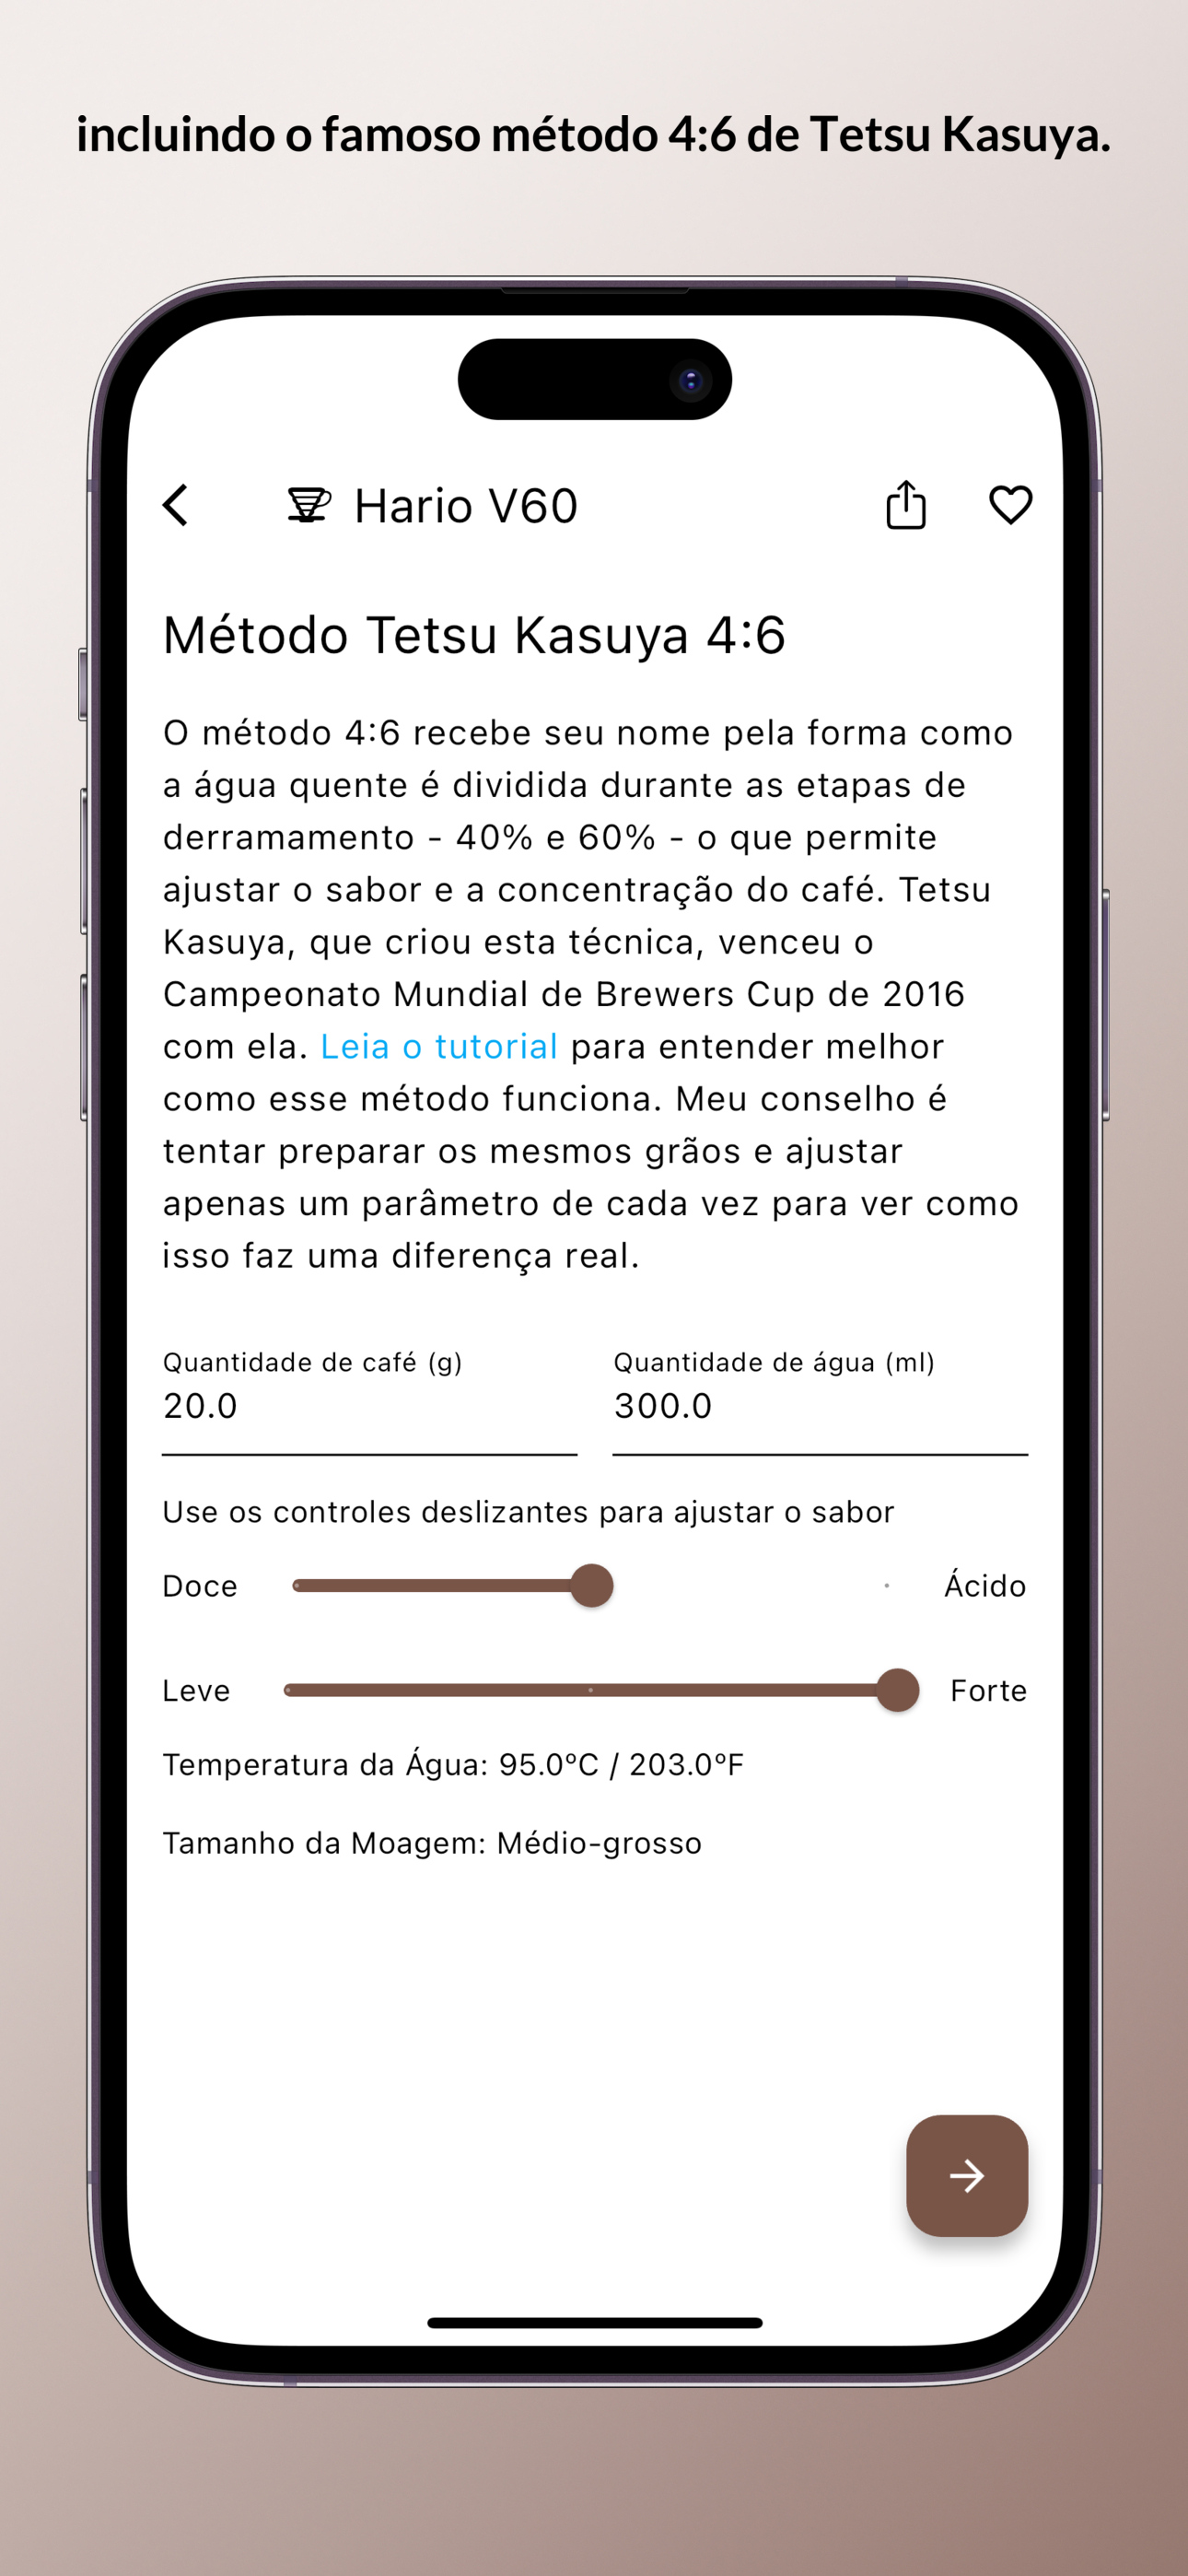 incluindo o famoso método 4:6 de Tetsu Kasuya.
Hario V60
Método Tetsu Kasuya 4:6
O método 4:6 recebe seu nome pela forma como
a água quente é dividida durante as etapas de
derramamento - 40% e 60% - o que permite
ajustar o sabor e a concentração do café. Tetsu
Kasuya, que criou esta técnica, venceu o
Campeonato Mundial de Brewers Cup de 2016
com ela. Leia o tutorial para entender melhor
como esse método funciona. Meu conselho é
tentar preparar os mesmos grãos e ajustar
apenas um parâmetro de cada vez para ver como
isso faz uma diferença real.
Quantidade de café (g) Quantidade de água (ml)
20.0 300.0
Use os controles deslizantes para ajustar o sabor
Doce Ácido
Leve Forte
Temperatura da Água: 95.0ºC / 203.0ºF
Tamanho da Moagem: Médio-grosso